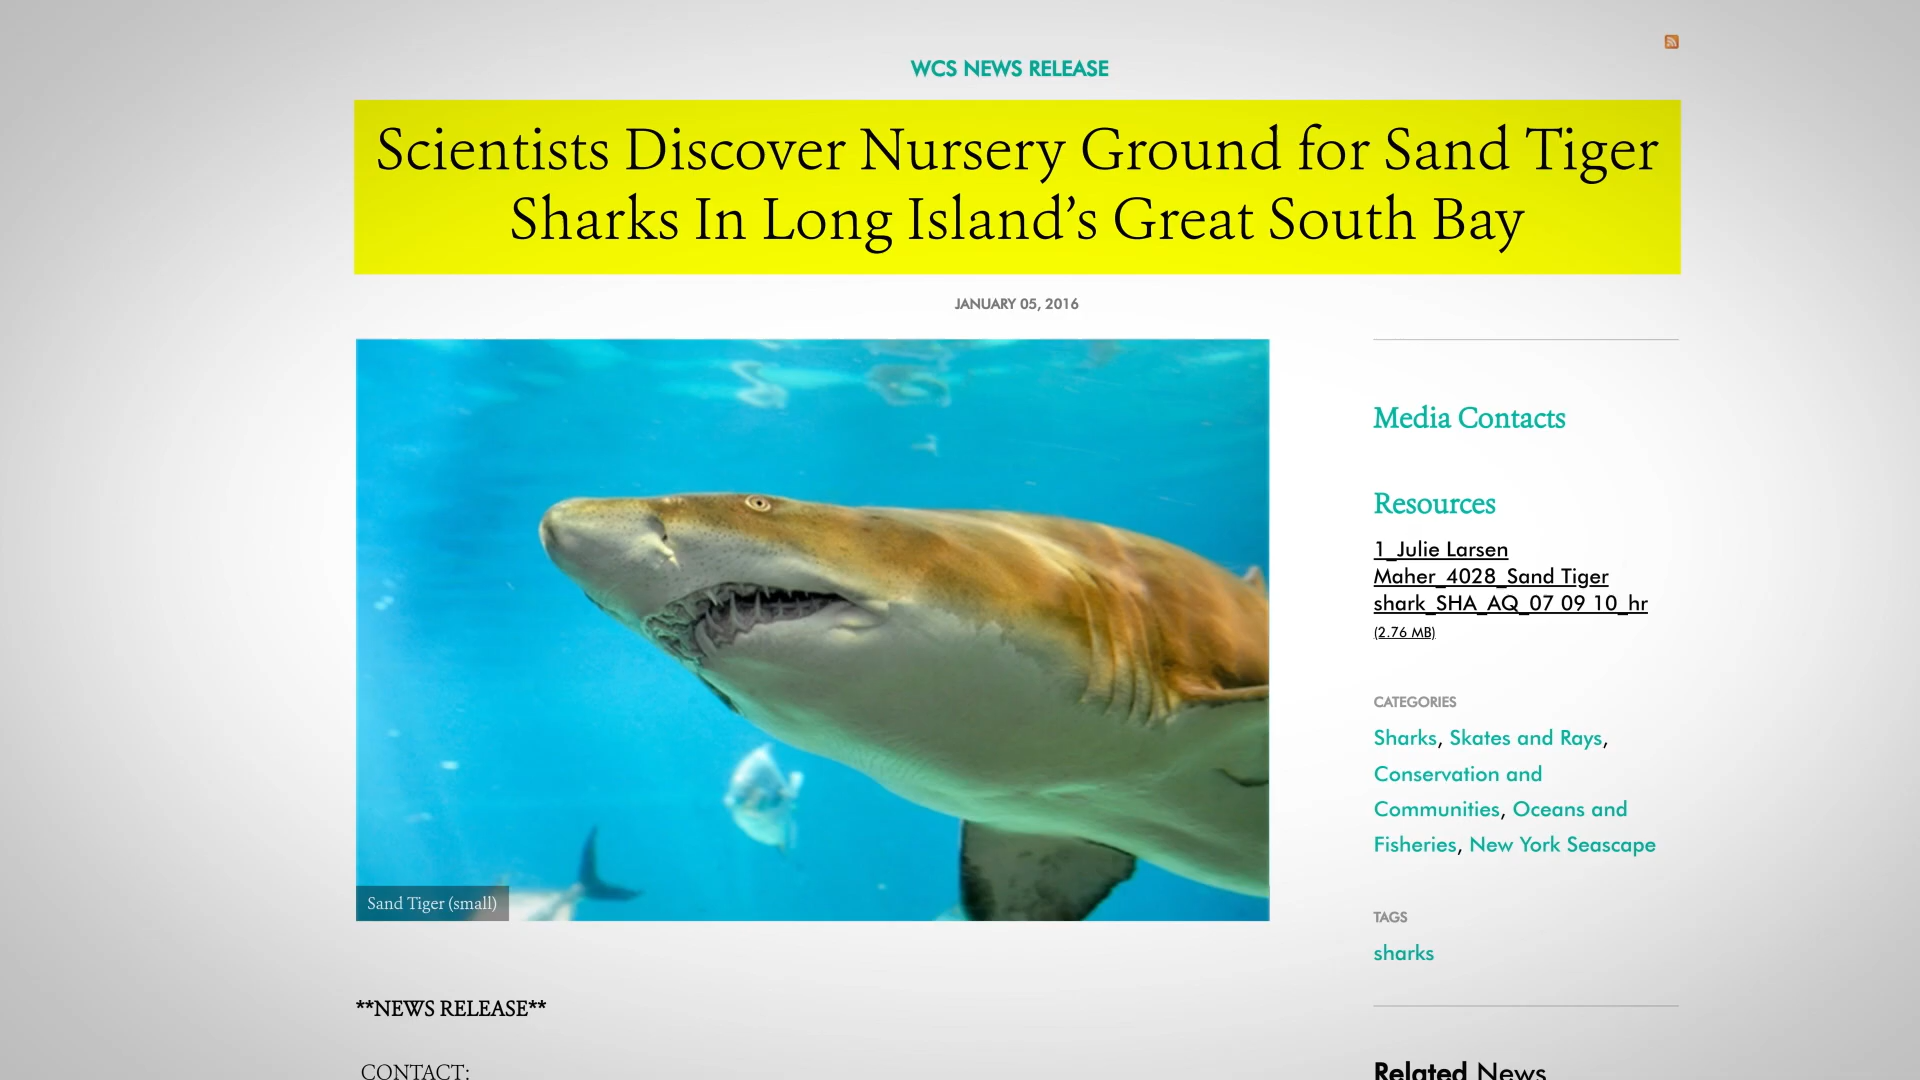 WCS NEWS RELEASE
Scientists Discover Nursery Ground for Sand Tiger
Sharks In Long Island’s Great South Bay
JANUARY 05, 2016
Sand Tiger (small)
**NEWS RELEASE**
CONTACT:
Media Contacts
Resources
1_Julie Larsen
Maher_4028_Sand Tiger
shark_SHA_AQ_07 09 10_hr
(2.76 MB)
CATEGORIES
Sharks, Skates and Rays,
Conservation and
Communities, Oceans and
Fisheries, New York Seascape
TAGS
sharks
Related News